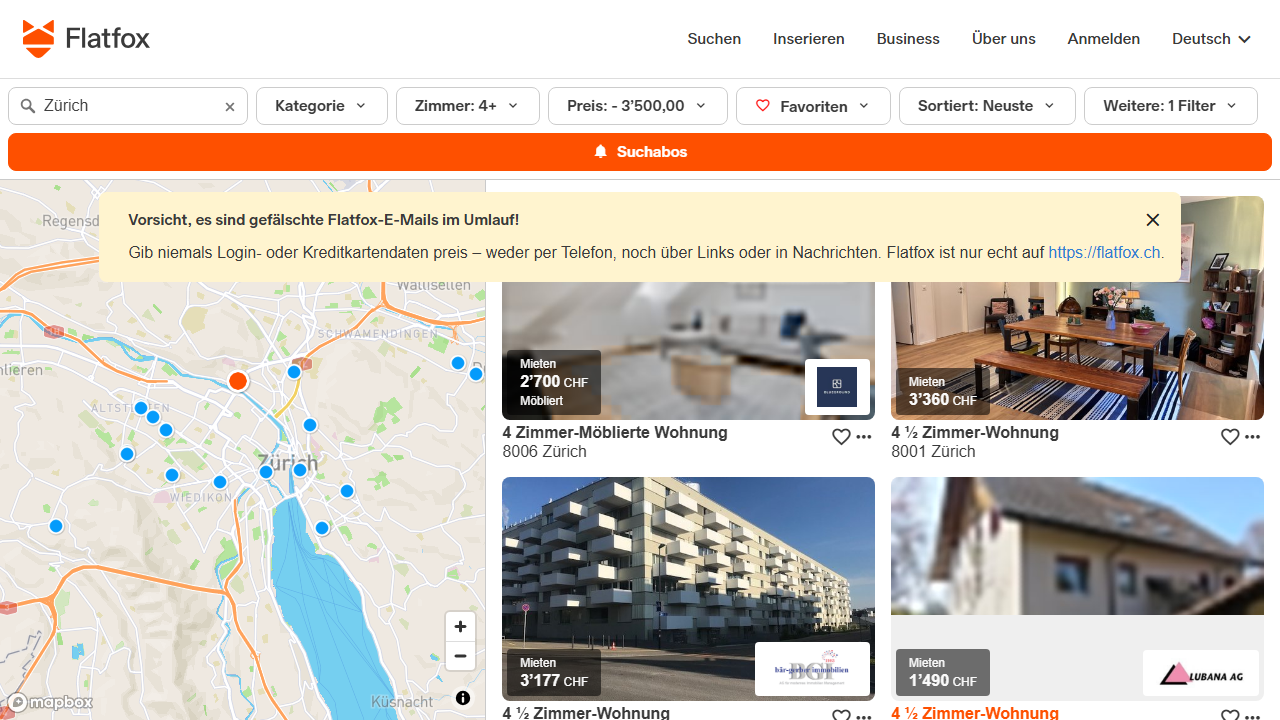 Flatfox
Suchen
Inserieren
Business
Über uns
Anmelden
Deutsch
Zürich
Kategorie
Zimmer: 4+
Preis: - 3’500,00
Favoriten
Sortiert: Neuste
Weitere: 1 Filter
Suchabos
Vorsicht, es sind gefälschte Flatfox-E-Mails im Umlauf!
Gib niemals Login- oder Kreditkartendaten preis – weder per Telefon, noch über Links oder in Nachrichten. Flatfox ist nur echt auf https://flatfox.ch.
Regensd
Wallisellen
SCHWAMENDINGEN
nlieren
ALTSTETTEN
Zürich
WIEDIKON
Küsnacht
mapbox
Mieten
2’700 CHF
Möbliert
4 Zimmer-Möblierte Wohnung
8006 Zürich
Mieten
3’360 CHF
4 ½ Zimmer-Wohnung
8001 Zürich
Mieten
3’177 CHF
BGI
bär-gerber immobilien
4 ½ Zimmer-Wohnung
Mieten
1’490 CHF
LUBANA AG
4 ½ Zimmer-Wohnung